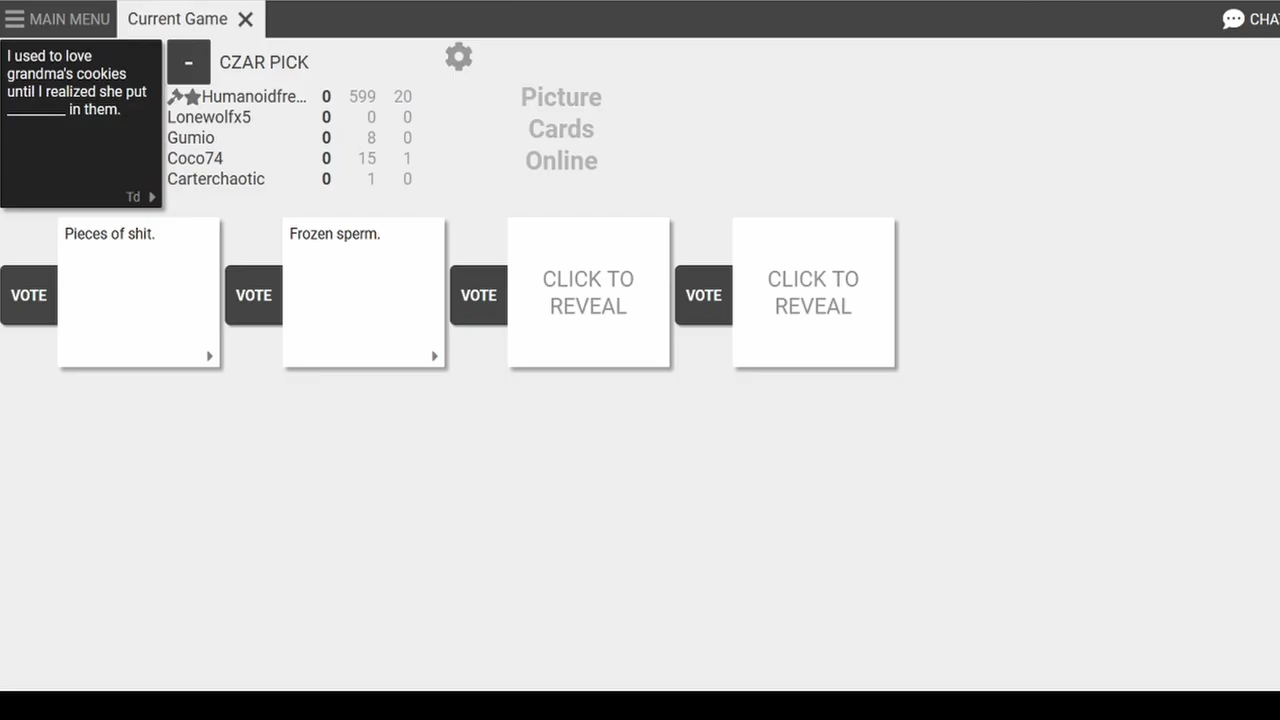 MAIN MENU
Current Game
CHA
I used to love
grandma's cookies
until I realized she put
_______ in them.
Td
-
CZAR PICK
Humanoidfre... 0 599 20
Lonewolfx5 0 0 0
Gumio 0 8 0
Coco74 0 15 1
Carterchaotic 0 1 0
Picture
Cards
Online
VOTE
Pieces of shit.
VOTE
Frozen sperm.
VOTE
CLICK TO
REVEAL
VOTE
CLICK TO
REVEAL